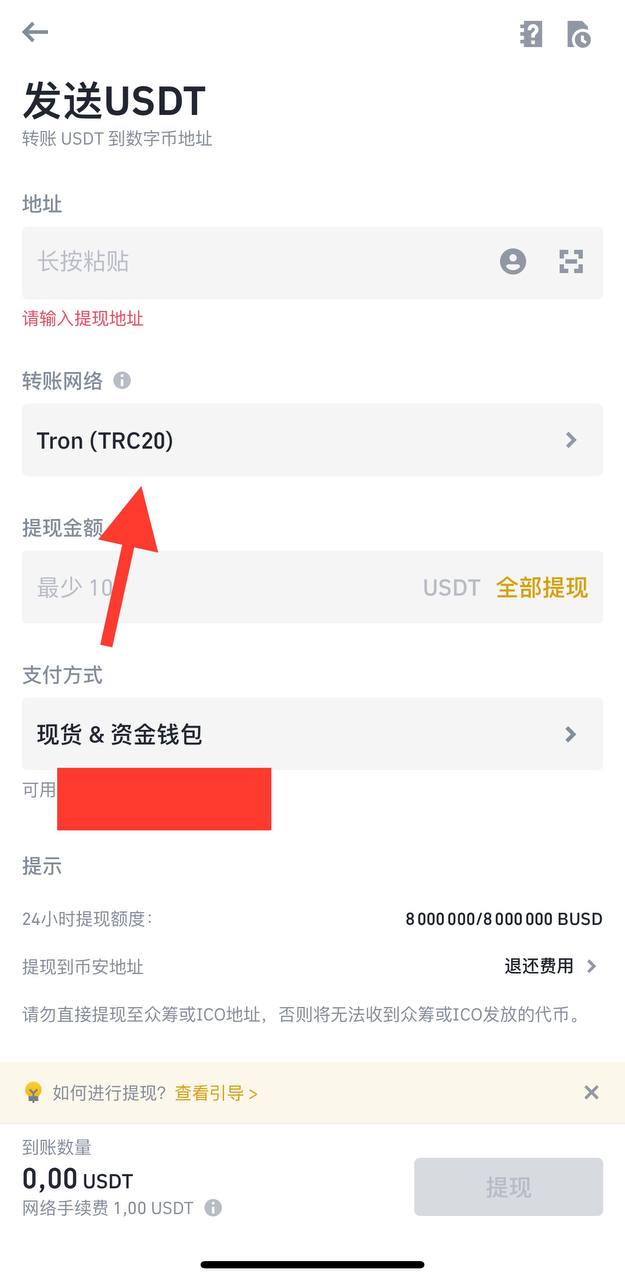 发送USDT
转账 USDT 到数字币地址
地址
长按粘贴
请输入提现地址
转账网络
Tron (TRC20)
提现金额
最少 10
USDT 全部提现
支付方式
现货 & 资金钱包
可用
提示
24小时提现额度:
8 000 000/8 000 000 BUSD
提现到币安地址
退还费用
请勿直接提现至众筹或ICO地址，否则将无法收到众筹或ICO发放的代币。
如何进行提现? 查看引导 >
到账数量
0,00 USDT
网络手续费 1,00 USDT
提现